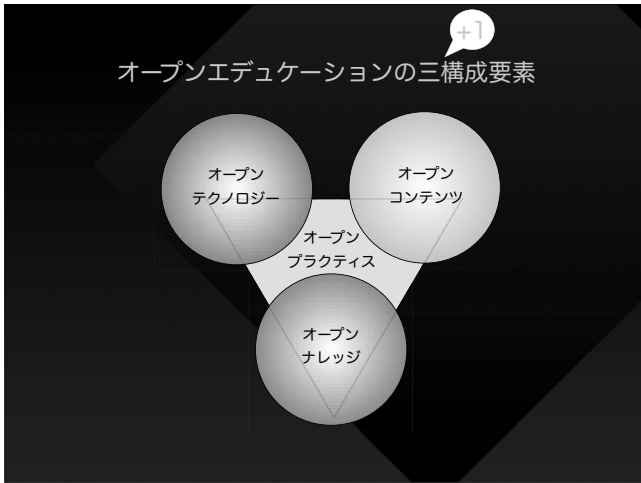 +1
オープンエデュケーションの三構成要素
オープン
テクノロジー
オープン
コンテンツ
オープン
プラクティス
オープン
ナレッジ